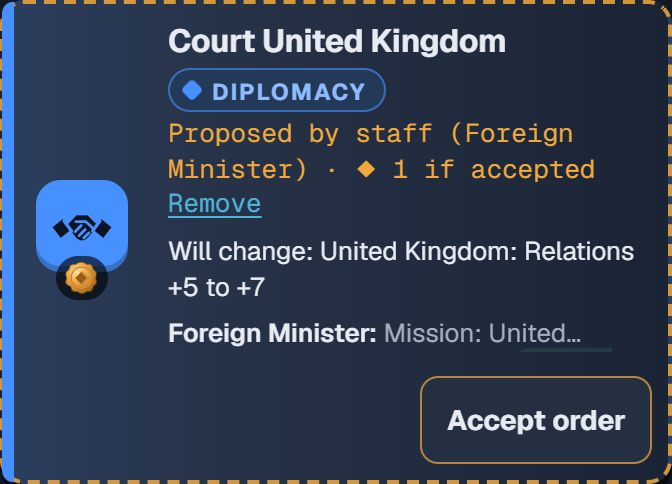 Court United Kingdom
DIPLOMACY
Proposed by staff (Foreign
Minister) · ◆ 1 if accepted
Remove
Will change: United Kingdom: Relations
+5 to +7
Foreign Minister: Mission: United…
Accept order